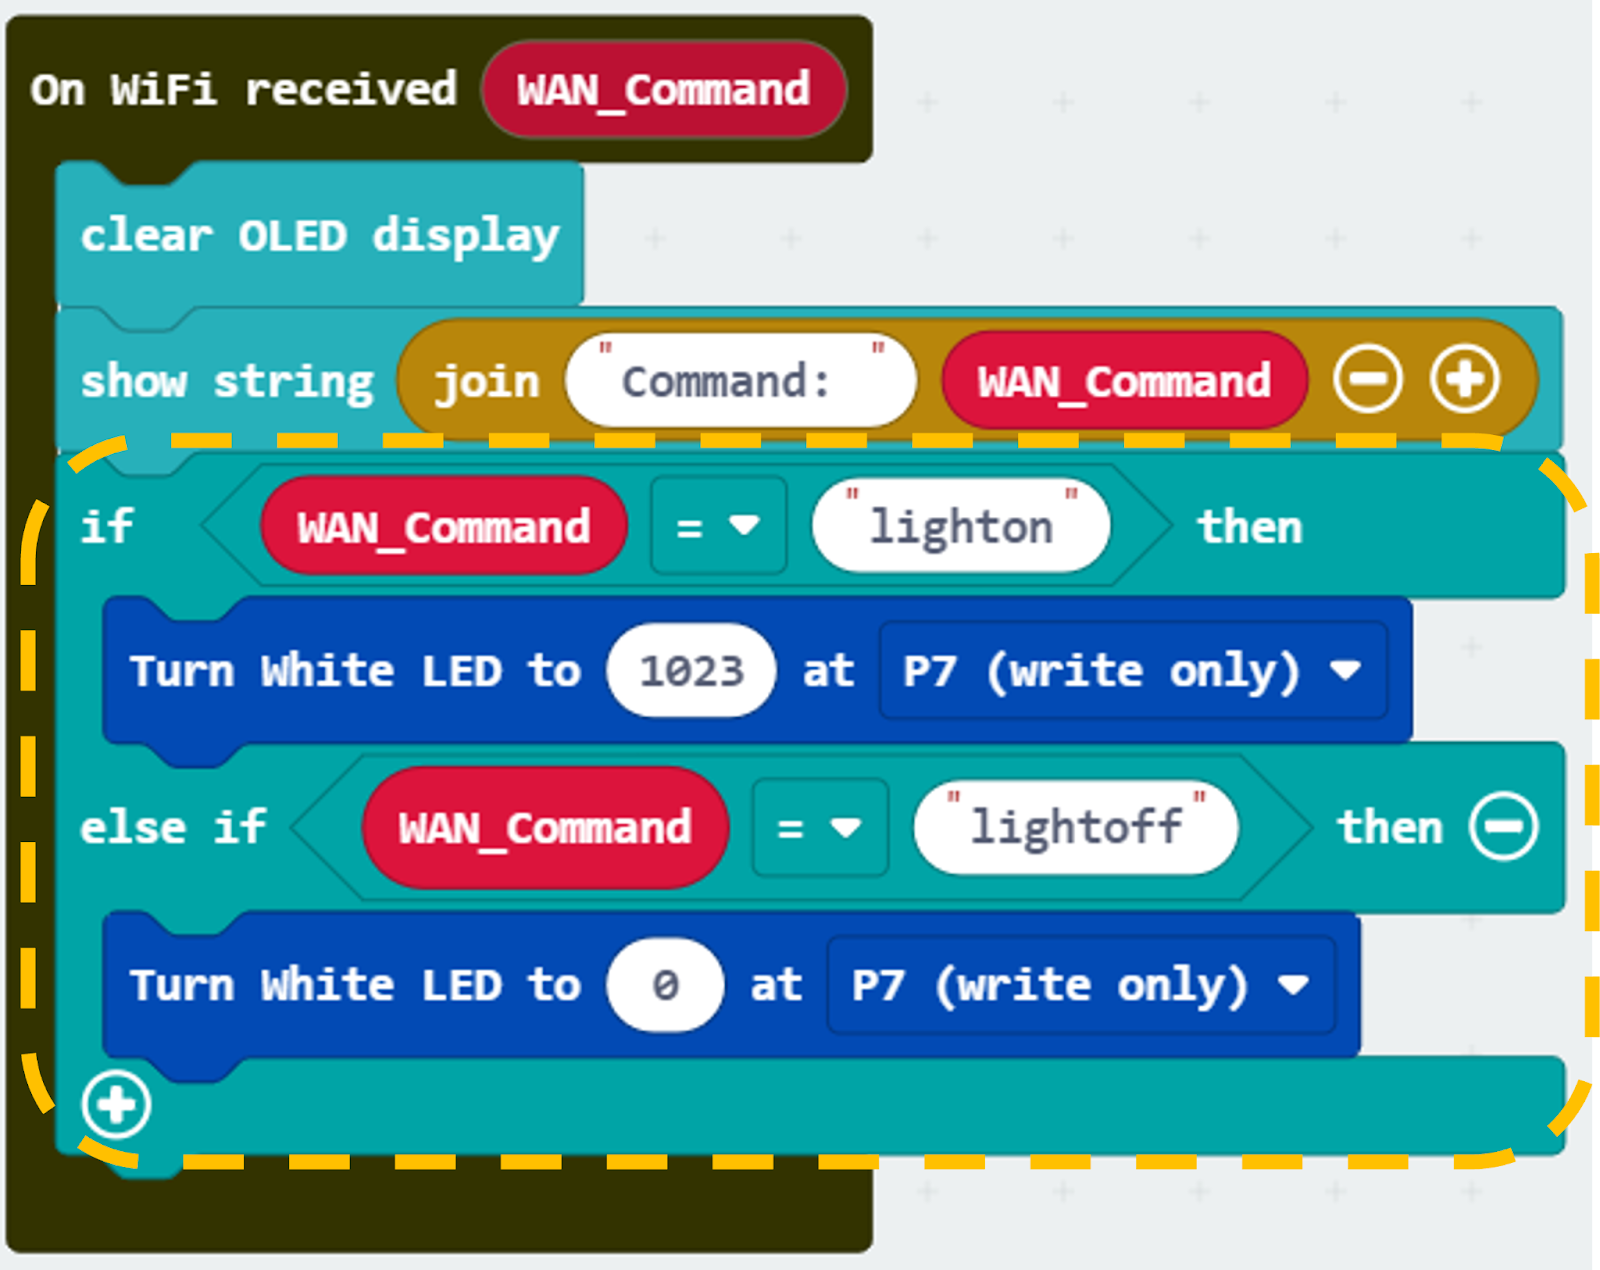 On WiFi received WAN_Command
clear OLED display
show string join "Command: " WAN_Command
if WAN_Command = "lighton" then
Turn White LED to 1023 at P7 (write only)
else if WAN_Command = "lightoff" then
Turn White LED to 0 at P7 (write only)